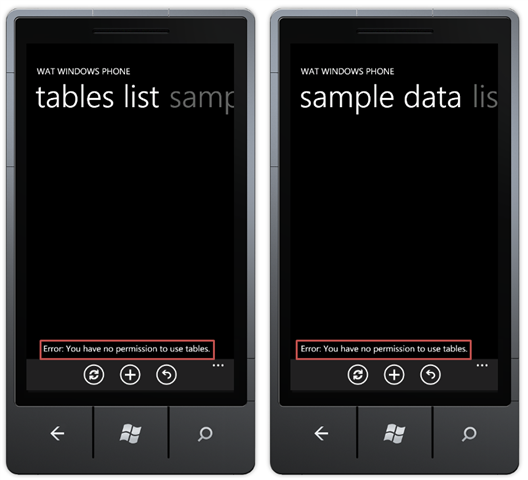 WAT WINDOWS PHONE
tables list samp
Error: You have no permission to use tables.
WAT WINDOWS PHONE
sample data lis
Error: You have no permission to use tables.